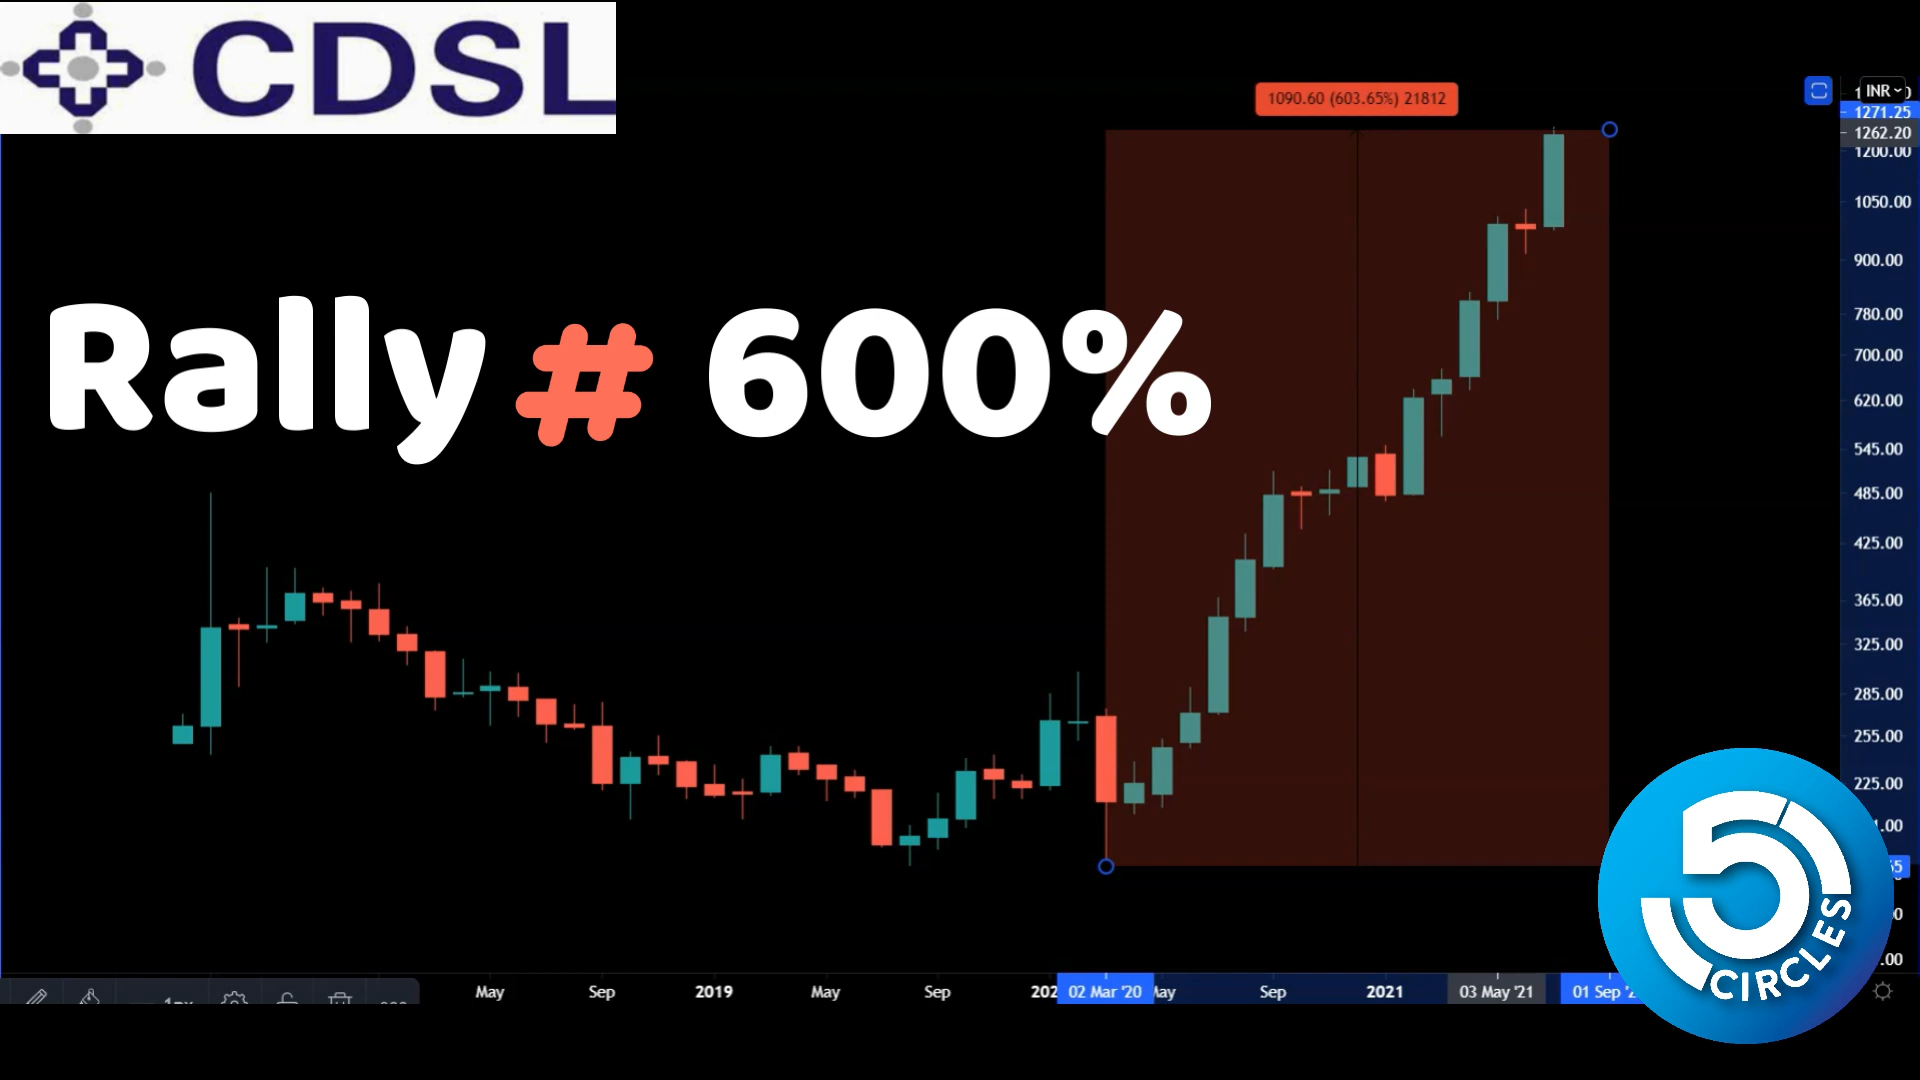 CDSL
1090.60 (603.65%) 21812
INR
1271.25
1262.20
1200.00
1050.00
900.00
Rally # 600%
780.00
700.00
620.00
545.00
485.00
425.00
365.00
325.00
285.00
255.00
225.00
5
CIRCLES
May Sep 2019 May Sep 02 Mar '20 May Sep 2021 03 May '21 01 Sep